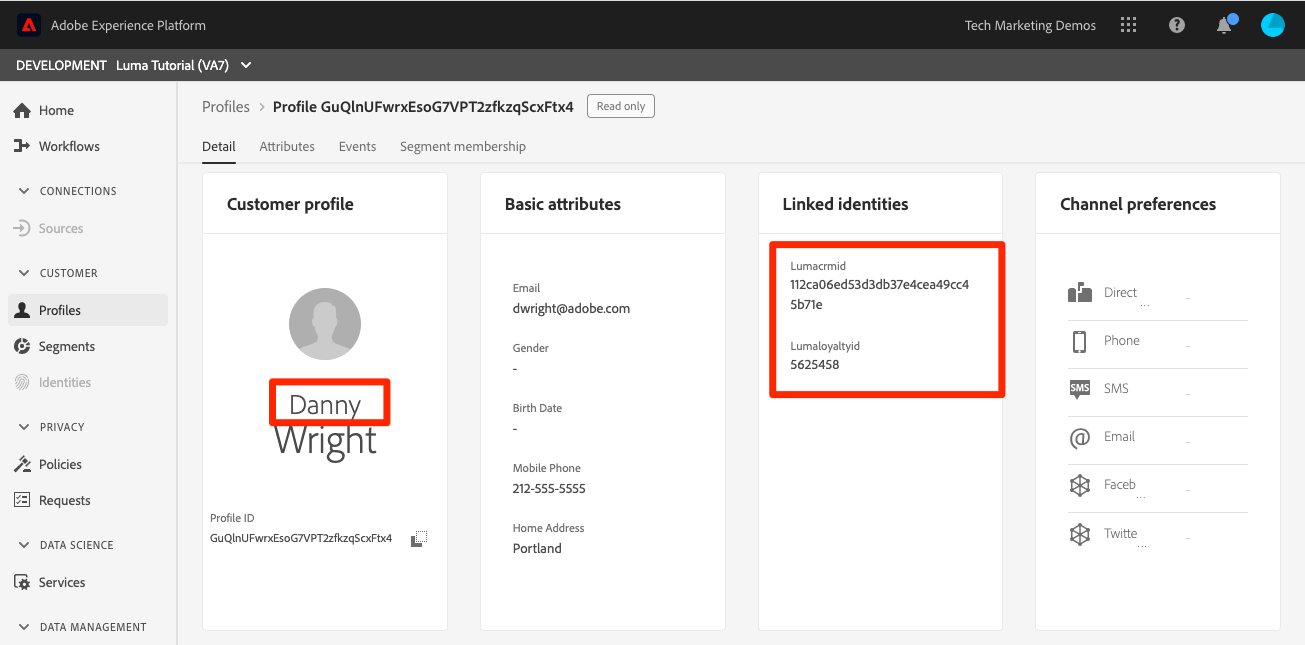 Adobe Experience Platform
Tech Marketing Demos
DEVELOPMENT Luma Tutorial (VA7)
Home
Workflows
CONNECTIONS
Sources
CUSTOMER
Profiles
Segments
Identities
PRIVACY
Policies
Requests
DATA SCIENCE
Services
DATA MANAGEMENT
Profiles > Profile GuQlnUFwrxEsoG7VPT2zfkzqScxFtx4 Read only
Detail Attributes Events Segment membership
Customer profile
Danny
Wright
Profile ID
GuQlnUFwrxEsoG7VPT2zfkzqScxFtx4
Basic attributes
Email
dwright@adobe.com
Gender
-
Birth Date
-
Mobile Phone
212-555-5555
Home Address
Portland
Linked identities
Lumacrmid
112ca06ed53d3db37e4cea49cc4
5b71e
Lumaloyaltyid
5625458
Channel preferences
Direct... -
Phone -
SMS SMS -
Email -
Faceb... -
Twitte... -